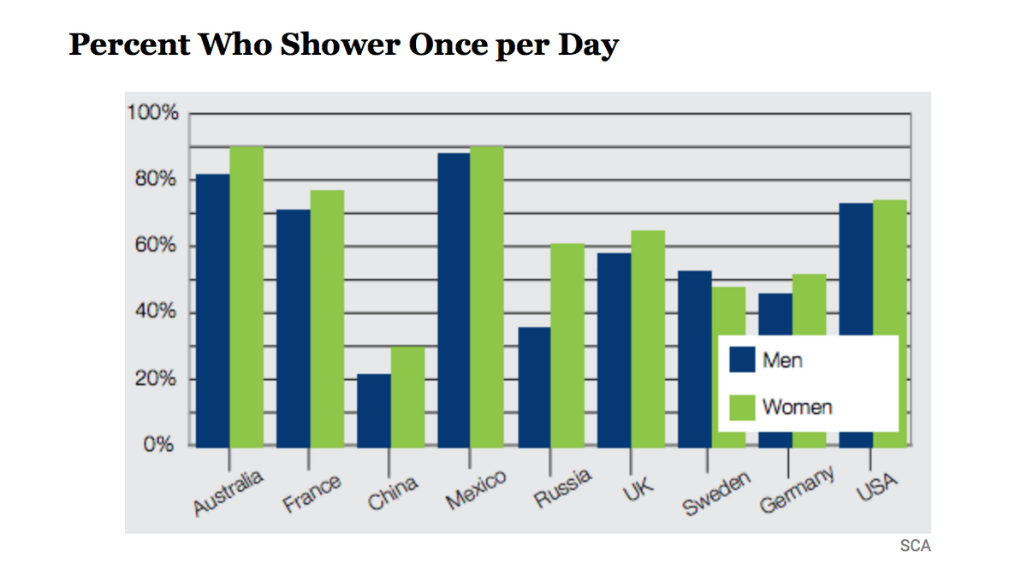 Percent Who Shower Once per Day
100%
80%
60%
40%
20%
0%
Men
Women
Australia
France
China
Mexico
Russia
UK
Sweden
Germany
USA
SCA